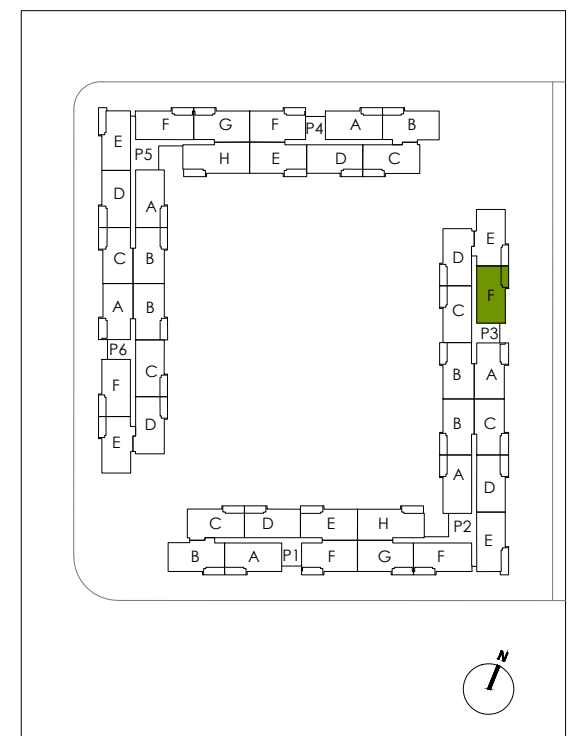 F G F P4 A B
E
P5
H E D C
D
A
E
D
C B
F
C
A B
P3
P6
B A
C
F
B C
D
E
A
D
C D E H
P2
E
B A P1 F G F
N